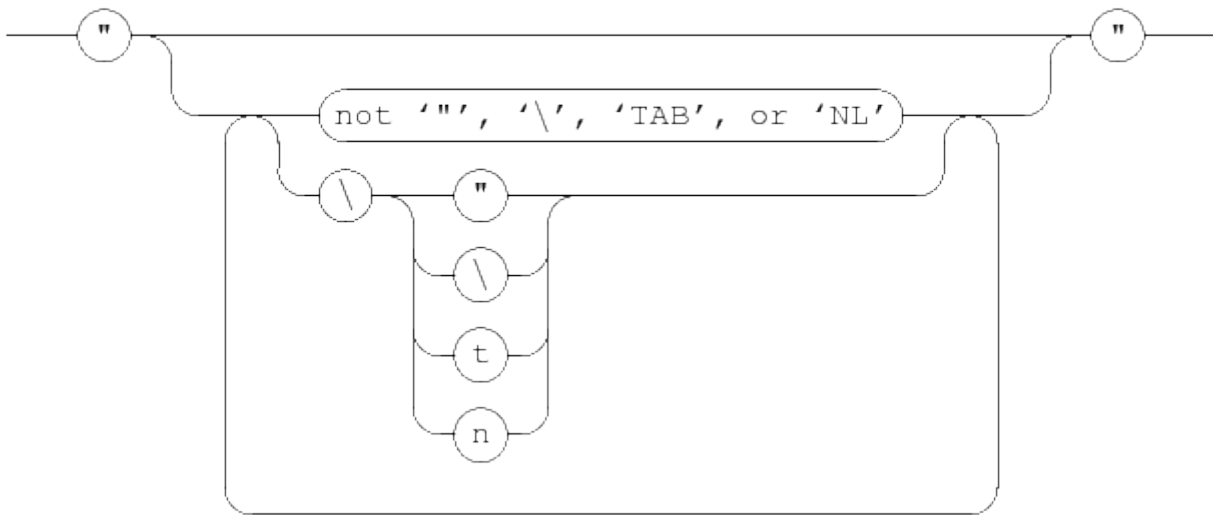 " "
not ‘"’, ‘\’, ‘TAB’, or ‘NL’
\ "
\
t
n